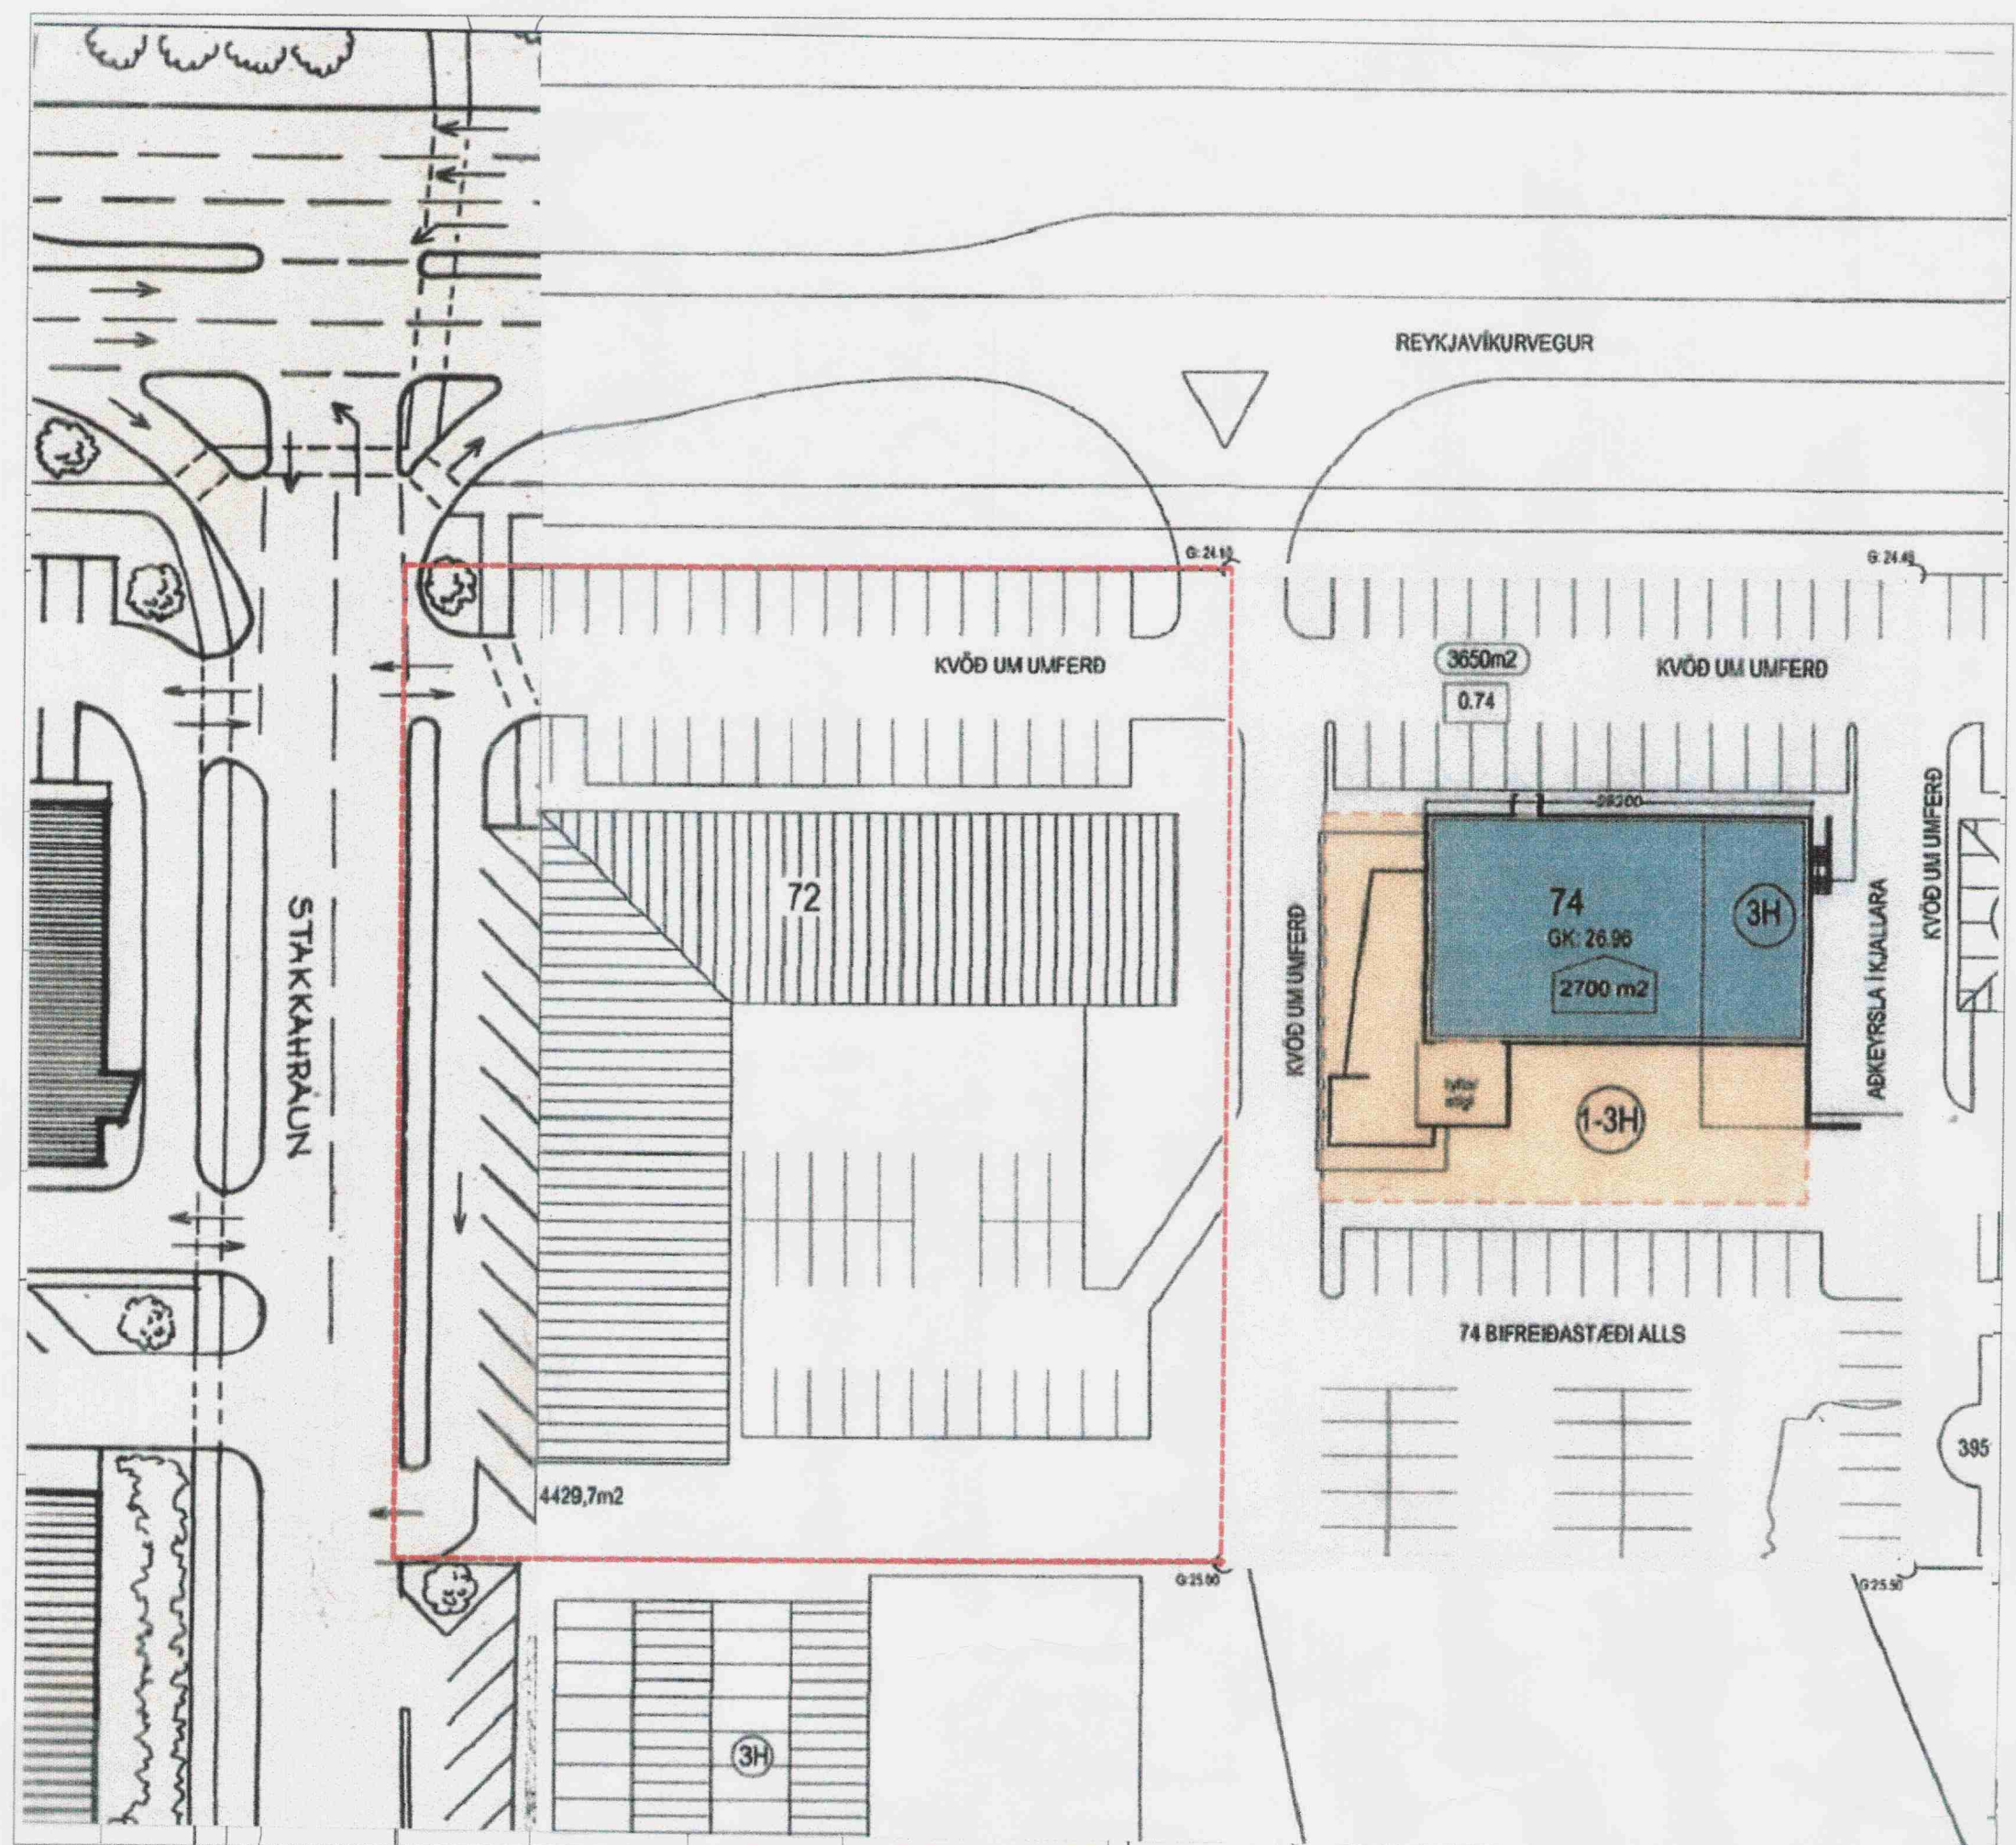 REYKJAVÍKURVEGUR
G: 24.10
G: 24.48
KVÖÐ UM UMFERÐ
3650m2
KVÖÐ UM UMFERÐ
0.74
KVÖÐ UM UMFERÐ
72
STAKKAHRAUN
KVÖÐ UM UMFERÐ
74
3H
GK: 26.96
2700 m2
AÐKEYRSLA Í KJALLARA
1-3H
74 BIFREIÐASTÆÐI ALLS
395
4429,7m2
G:25.00
G:25.50
3H